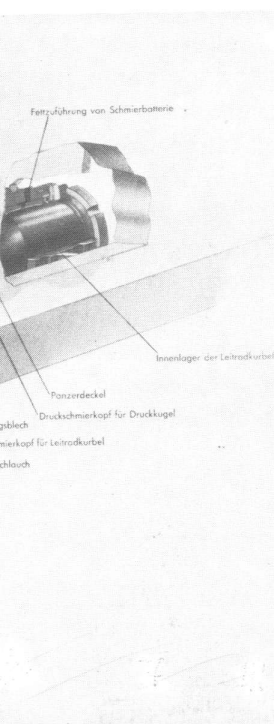 Fettzuführung von Schmierbatterie
Innenlager der Leitradkurbel
Panzerdeckel
Druckschmierkopf für Druckkugel
gsblech
mierkopf für Leitradkurbel
chlauch